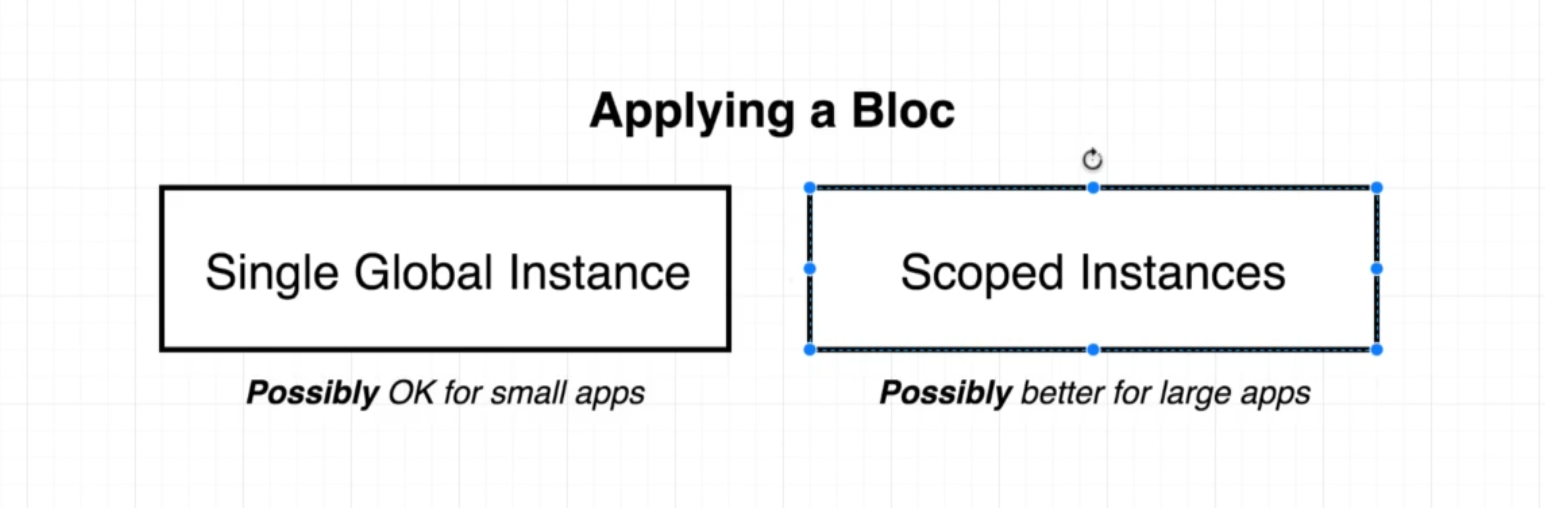 Applying a Bloc
Single Global Instance
Scoped Instances
Possibly OK for small apps
Possibly better for large apps